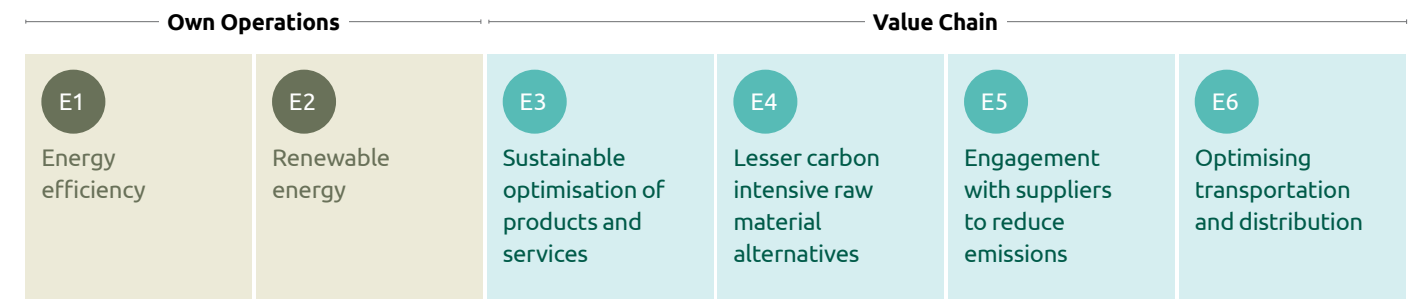 Own Operations
Value Chain
E1
Energy
efficiency
E2
Renewable
energy
E3
Sustainable
optimisation of
products and
services
E4
Lesser carbon
intensive raw
material
alternatives
E5
Engagement
with suppliers
to reduce
emissions
E6
Optimising
transportation
and distribution